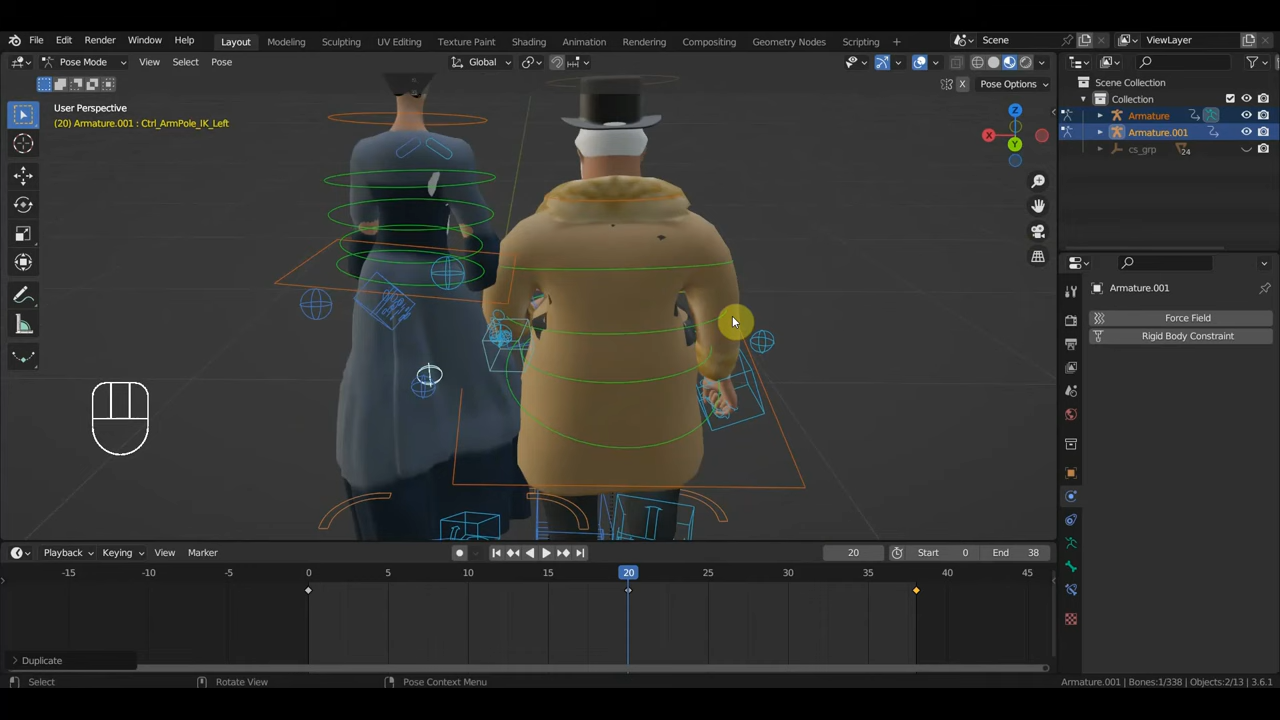 File Edit Render Window Help Layout Modeling Sculpting UV Editing Texture Paint Shading Animation Rendering Compositing Geometry Nodes Scripting + Scene ViewLayer
Pose Mode View Select Pose Global
X Pose Options
User Perspective
(20) Armature.001 : Ctrl_ArmPole_IK_Left
X
Z
Y
Scene Collection
Collection
Armature
Armature.001
cs_grp 24
Armature.001
Force Field
Rigid Body Constraint
Playback Keying View Marker 20 Start 0 End 38
-15 -10 -5 0 5 10 15 20 25 30 35 40 45
Duplicate
Select Rotate View Pose Context Menu Armature.001 | Bones:1/338 | Objects:2/13 | 3.6.1